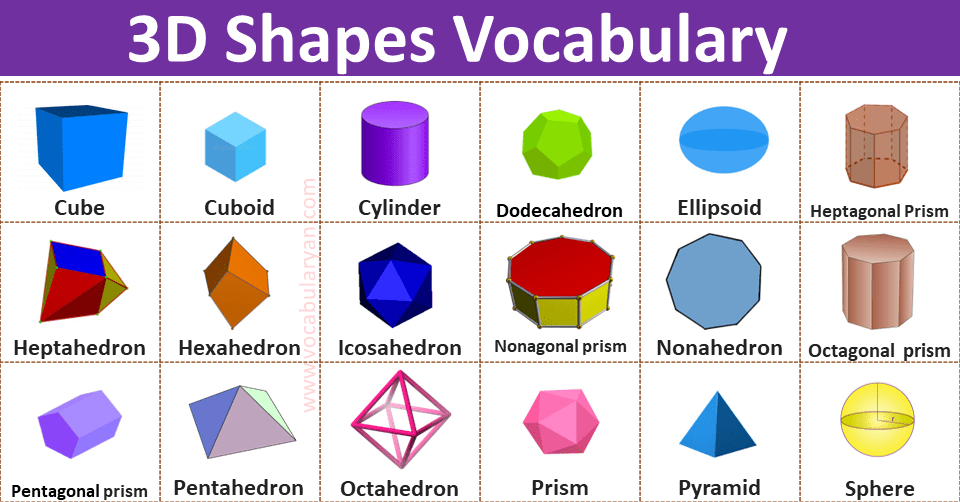 3D Shapes Vocabulary
Cube
Cuboid
Cylinder
Dodecahedron
Ellipsoid
Heptagonal Prism
Heptahedron
Hexahedron
Icosahedron
Nonagonal prism
Nonahedron
Octagonal prism
Pentagonal prism
Pentahedron
Octahedron
Prism
Pyramid
r
Sphere
www.vocabularyan.com